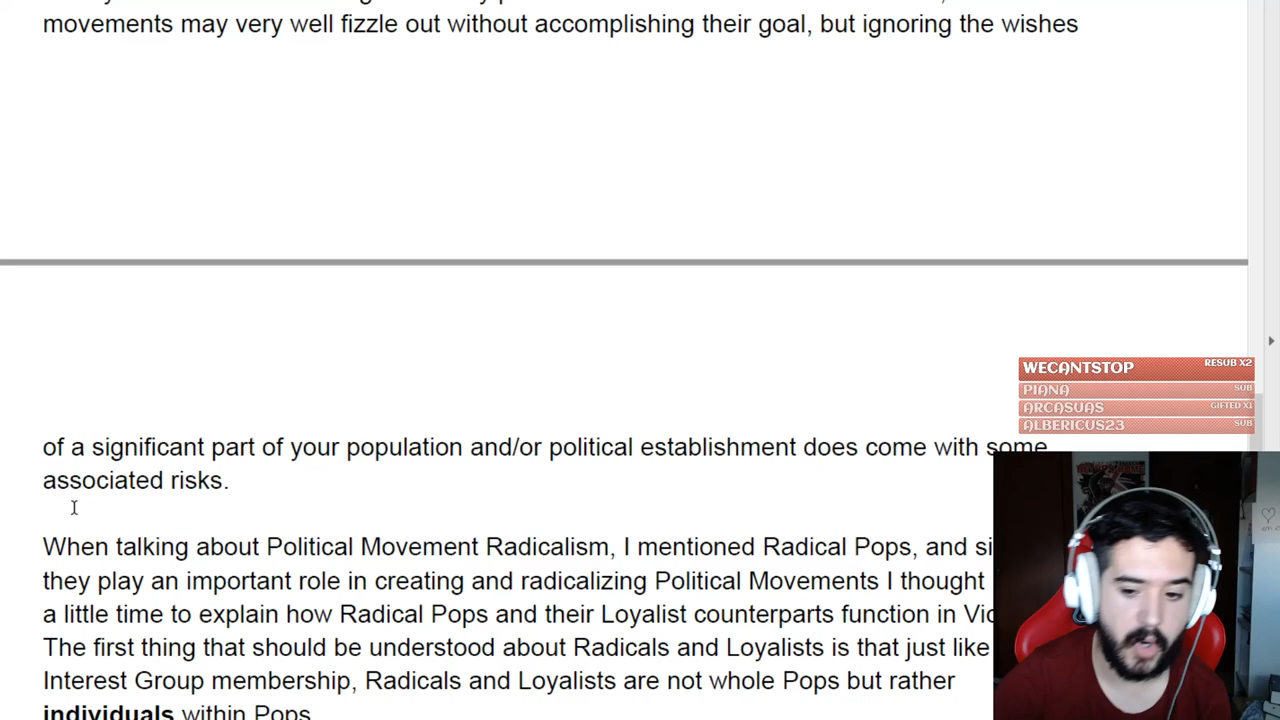 movements may very well fizzle out without accomplishing their goal, but ignoring the wishes
WECANTSTOP RESUB X2
PIANA SUB
ARCASUAS GIFTED X1
ALBERICUS23 SUB
of a significant part of your population and/or political establishment does come with some
associated risks.
When talking about Political Movement Radicalism, I mentioned Radical Pops, and si
they play an important role in creating and radicalizing Political Movements I thought
a little time to explain how Radical Pops and their Loyalist counterparts function in Vic
The first thing that should be understood about Radicals and Loyalists is that just like
Interest Group membership, Radicals and Loyalists are not whole Pops but rather
individuals within Pops